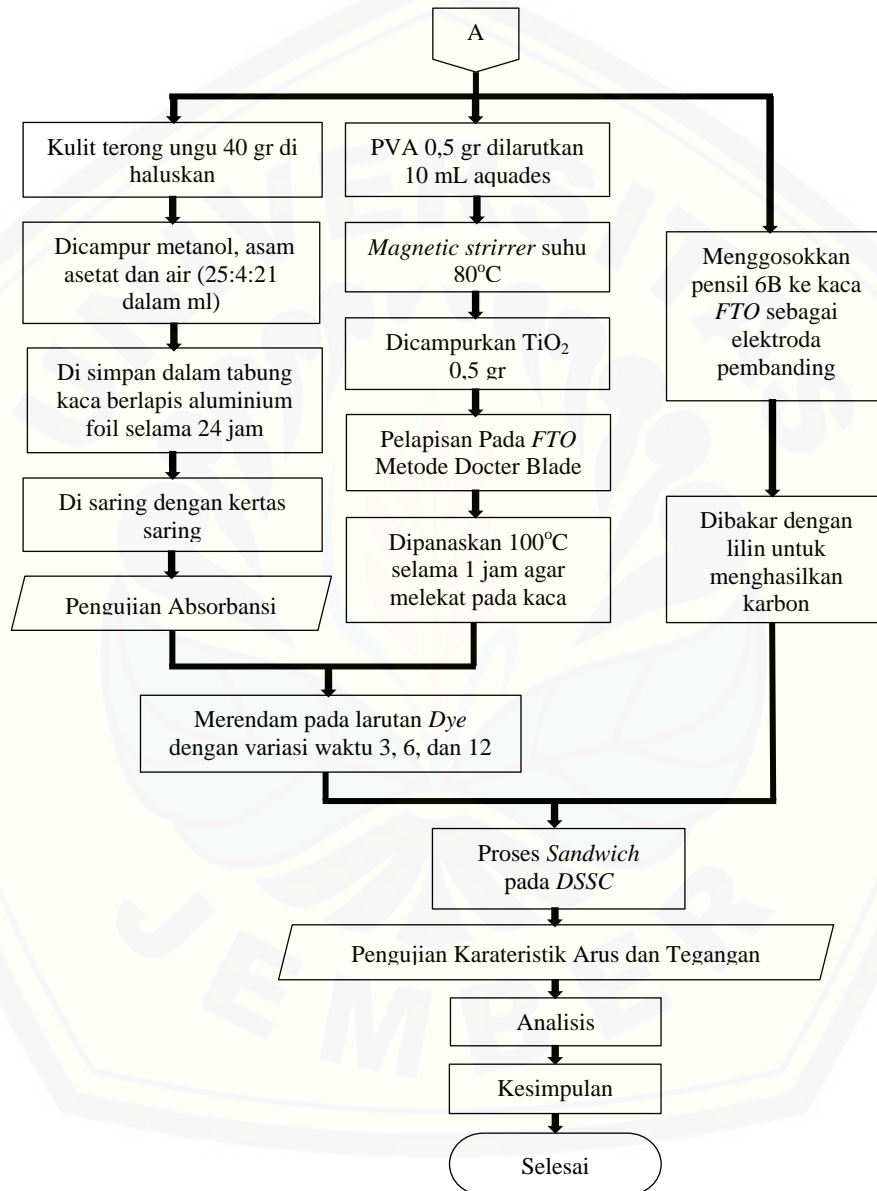 A
Kulit terong ungu 40 gr di
haluskan
Dicampur metanol, asam
asetat dan air (25:4:21
dalam ml)
Di simpan dalam tabung
kaca berlapis aluminium
foil selama 24 jam
Di saring dengan kertas
saring
Pengujian Absorbansi
PVA 0,5 gr dilarutkan
10 mL aquades
Magnetic strirrer suhu
80°C
Dicampurkan TiO₂
0,5 gr
Pelapisan Pada FTO
Metode Docter Blade
Dipanaskan 100°C
selama 1 jam agar
melekat pada kaca
Menggosokkan
pensil 6B ke kaca
FTO sebagai
elektroda
pembanding
Dibakar dengan
lilin untuk
menghasilkan
karbon
Merendam pada larutan Dye
dengan variasi waktu 3, 6, dan 12
Proses Sandwich
pada DSSC
Pengujian Karateristik Arus dan Tegangan
Analisis
Kesimpulan
Selesai
UNIVERSITAS
JEMBER